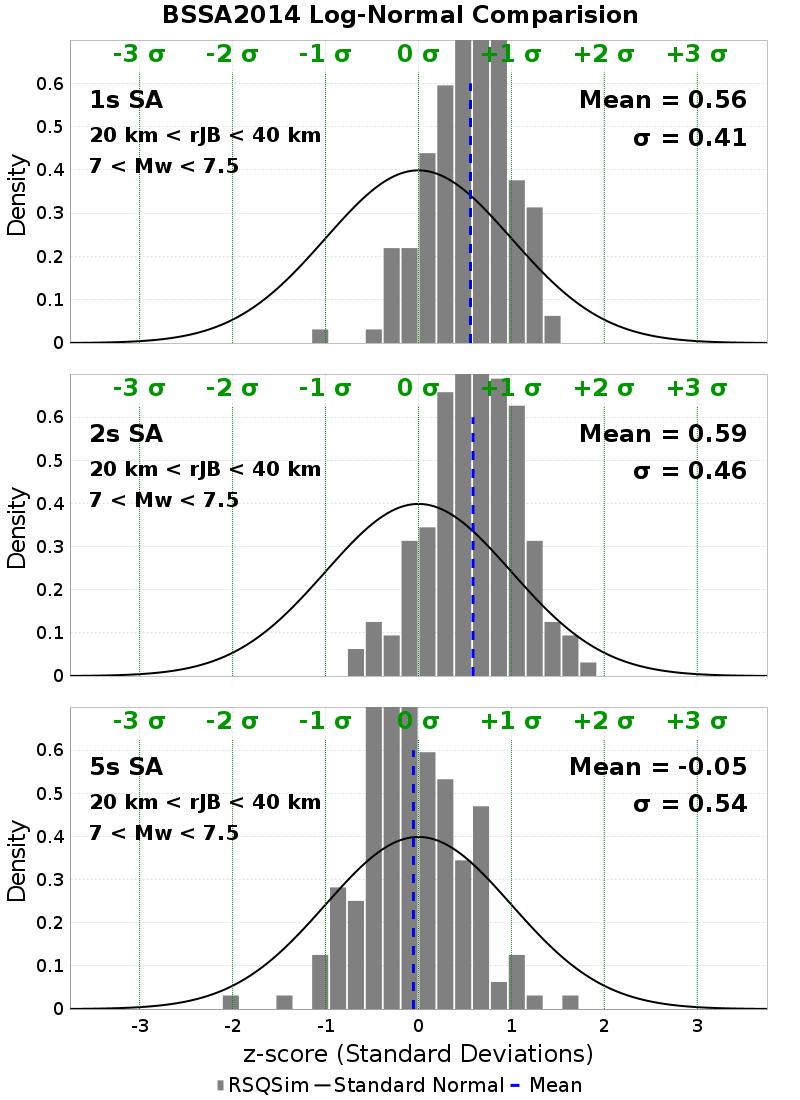 BSSA2014 Log-Normal Comparision
-3 σ -2 σ -1 σ 0 σ +1 σ +2 σ +3 σ
0.6
1s SA Mean = 0.56
0.5
20 km < rJB < 40 km σ = 0.41
7 < Mw < 7.5
0.4
0.3
0.2
0.1
0
Density
-3 σ -2 σ -1 σ 0 σ +1 σ +2 σ +3 σ
0.6
2s SA Mean = 0.59
0.5
20 km < rJB < 40 km σ = 0.46
7 < Mw < 7.5
0.4
0.3
0.2
0.1
0
Density
-3 σ -2 σ -1 σ 0 σ +1 σ +2 σ +3 σ
0.6
5s SA Mean = -0.05
0.5
20 km < rJB < 40 km σ = 0.54
7 < Mw < 7.5
0.4
0.3
0.2
0.1
0
Density
-3 -2 -1 0 1 2 3
z-score (Standard Deviations)
RSQSim Standard Normal Mean